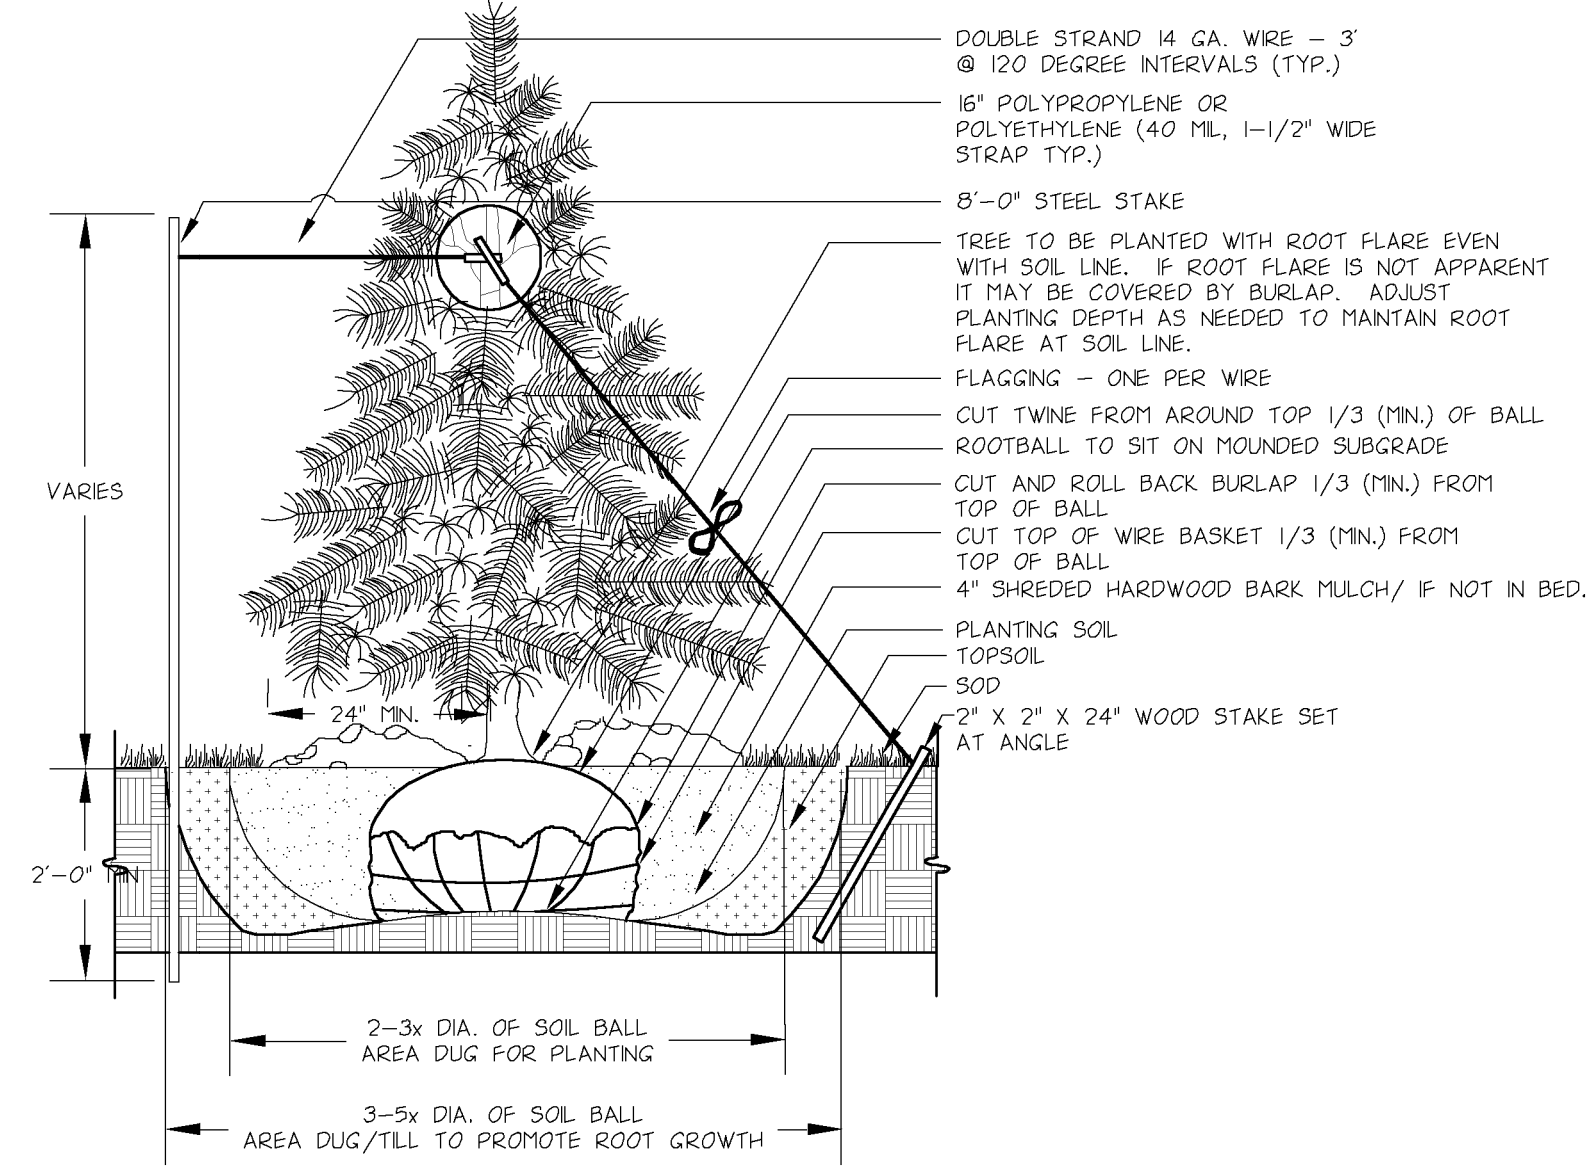 DOUBLE STRAND 14 GA. WIRE – 3'
@ 120 DEGREE INTERVALS (TYP.)
16" POLYPROPYLENE OR
POLYETHYLENE (40 MIL, 1-1/2" WIDE
STRAP TYP.)
8'-0" STEEL STAKE
TREE TO BE PLANTED WITH ROOT FLARE EVEN
WITH SOIL LINE. IF ROOT FLARE IS NOT APPARENT
IT MAY BE COVERED BY BURLAP. ADJUST
PLANTING DEPTH AS NEEDED TO MAINTAIN ROOT
FLARE AT SOIL LINE.
FLAGGING – ONE PER WIRE
CUT TWINE FROM AROUND TOP 1/3 (MIN.) OF BALL
ROOTBALL TO SIT ON MOUNDED SUBGRADE
CUT AND ROLL BACK BURLAP 1/3 (MIN.) FROM
TOP OF BALL
CUT TOP OF WIRE BASKET 1/3 (MIN.) FROM
TOP OF BALL
4" SHREDED HARDWOOD BARK MULCH/ IF NOT IN BED.
PLANTING SOIL
TOPSOIL
SOD
2" X 2" X 24" WOOD STAKE SET
AT ANGLE
VARIES
24" MIN.
2'-0" MIN
2-3x DIA. OF SOIL BALL
AREA DUG FOR PLANTING
3-5x DIA. OF SOIL BALL
AREA DUG/TILL TO PROMOTE ROOT GROWTH